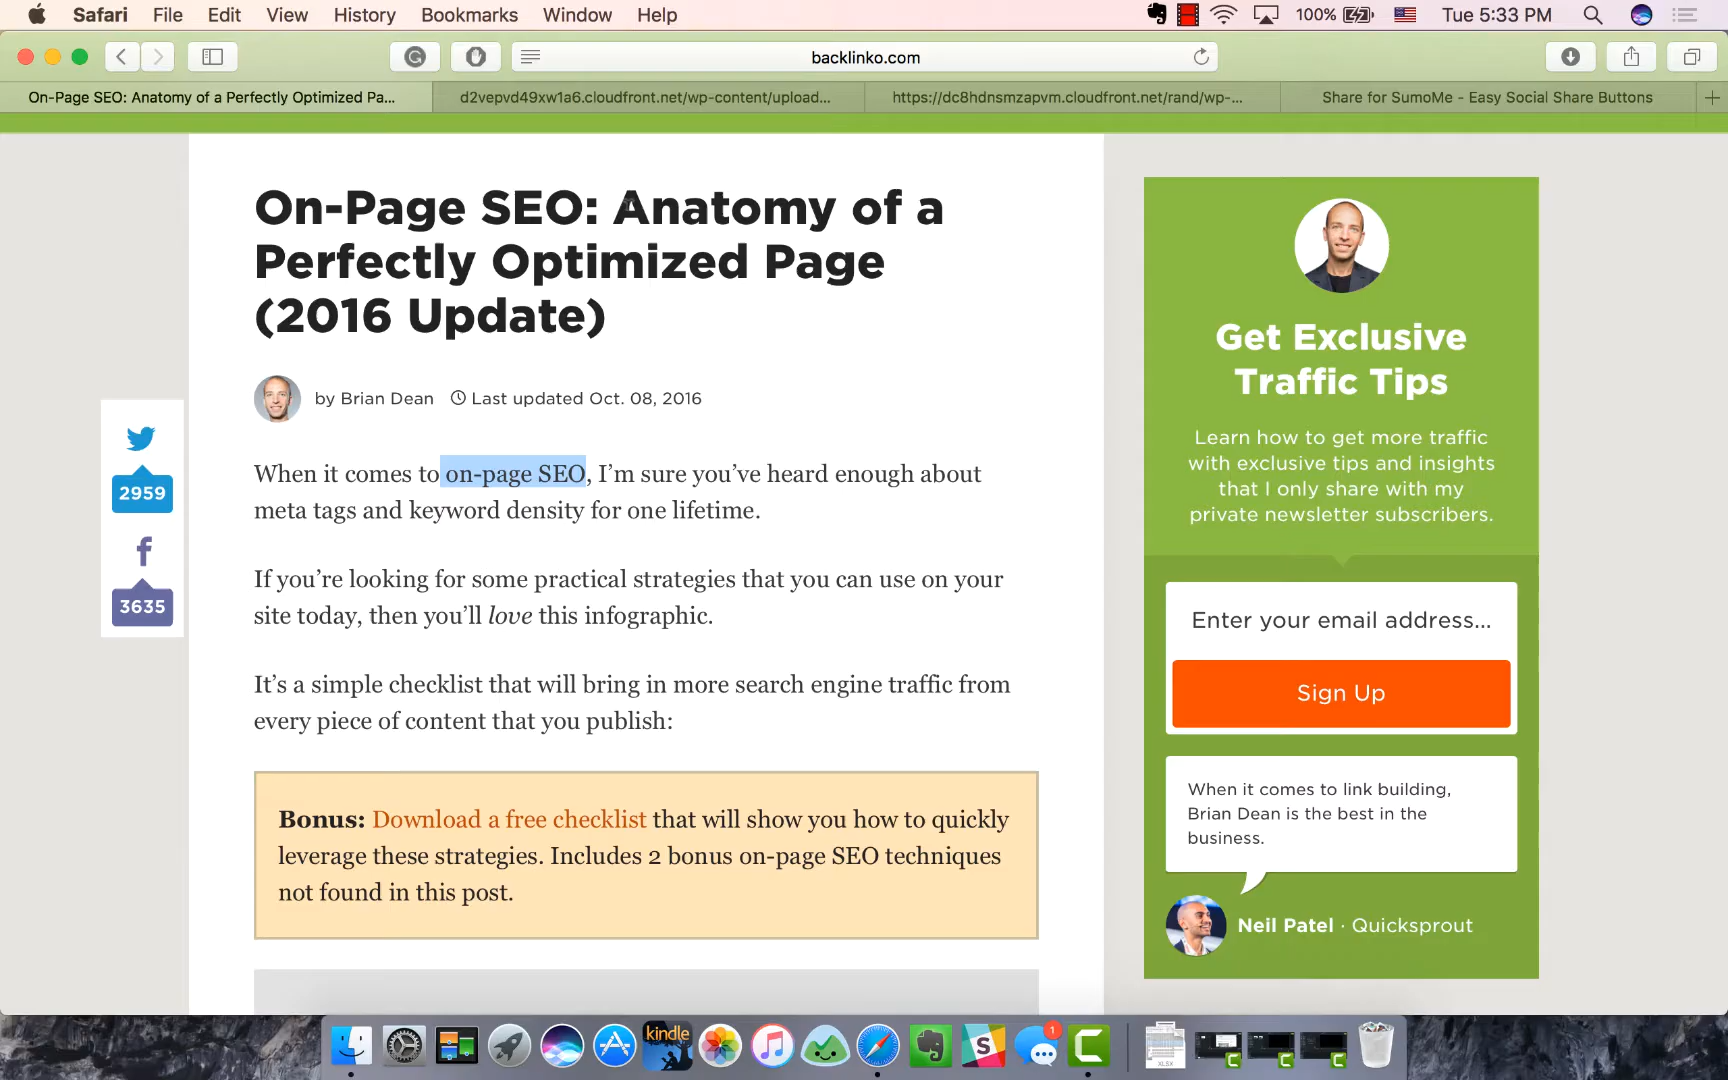 Safari File Edit View History Bookmarks Window Help
100% Tue 5:33 PM
backlinko.com
On-Page SEO: Anatomy of a Perfectly Optimized Pa...
d2vepvd49xw1a6.cloudfront.net/wp-content/upload...
https://dc8hdnsmzapvm.cloudfront.net/rand/wp-...
Share for SumoMe - Easy Social Share Buttons
On-Page SEO: Anatomy of a
Perfectly Optimized Page
(2016 Update)
by Brian Dean Last updated Oct. 08, 2016
2959
3635
When it comes to on-page SEO, I’m sure you’ve heard enough about
meta tags and keyword density for one lifetime.
If you’re looking for some practical strategies that you can use on your
site today, then you’ll love this infographic.
It’s a simple checklist that will bring in more search engine traffic from
every piece of content that you publish:
Bonus: Download a free checklist that will show you how to quickly
leverage these strategies. Includes 2 bonus on-page SEO techniques
not found in this post.
Get Exclusive
Traffic Tips
Learn how to get more traffic
with exclusive tips and insights
that I only share with my
private newsletter subscribers.
Enter your email address...
Sign Up
When it comes to link building,
Brian Dean is the best in the
business.
Neil Patel · Quicksprout
kindle
1
XLSX